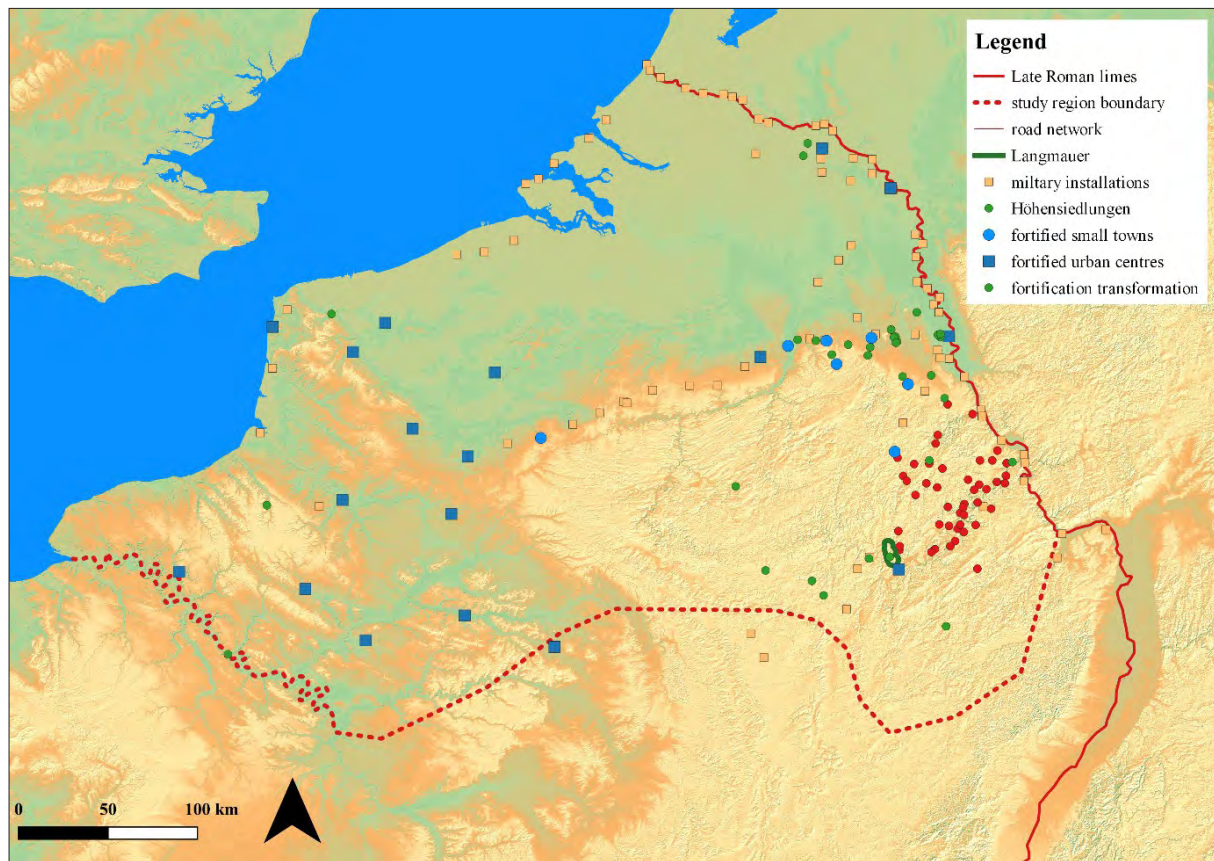 Legend
Late Roman limes
study region boundary
road network
Langmauer
miltary installations
Höhensiedlungen
fortified small towns
fortified urban centres
fortification transformation
0 50 100 km